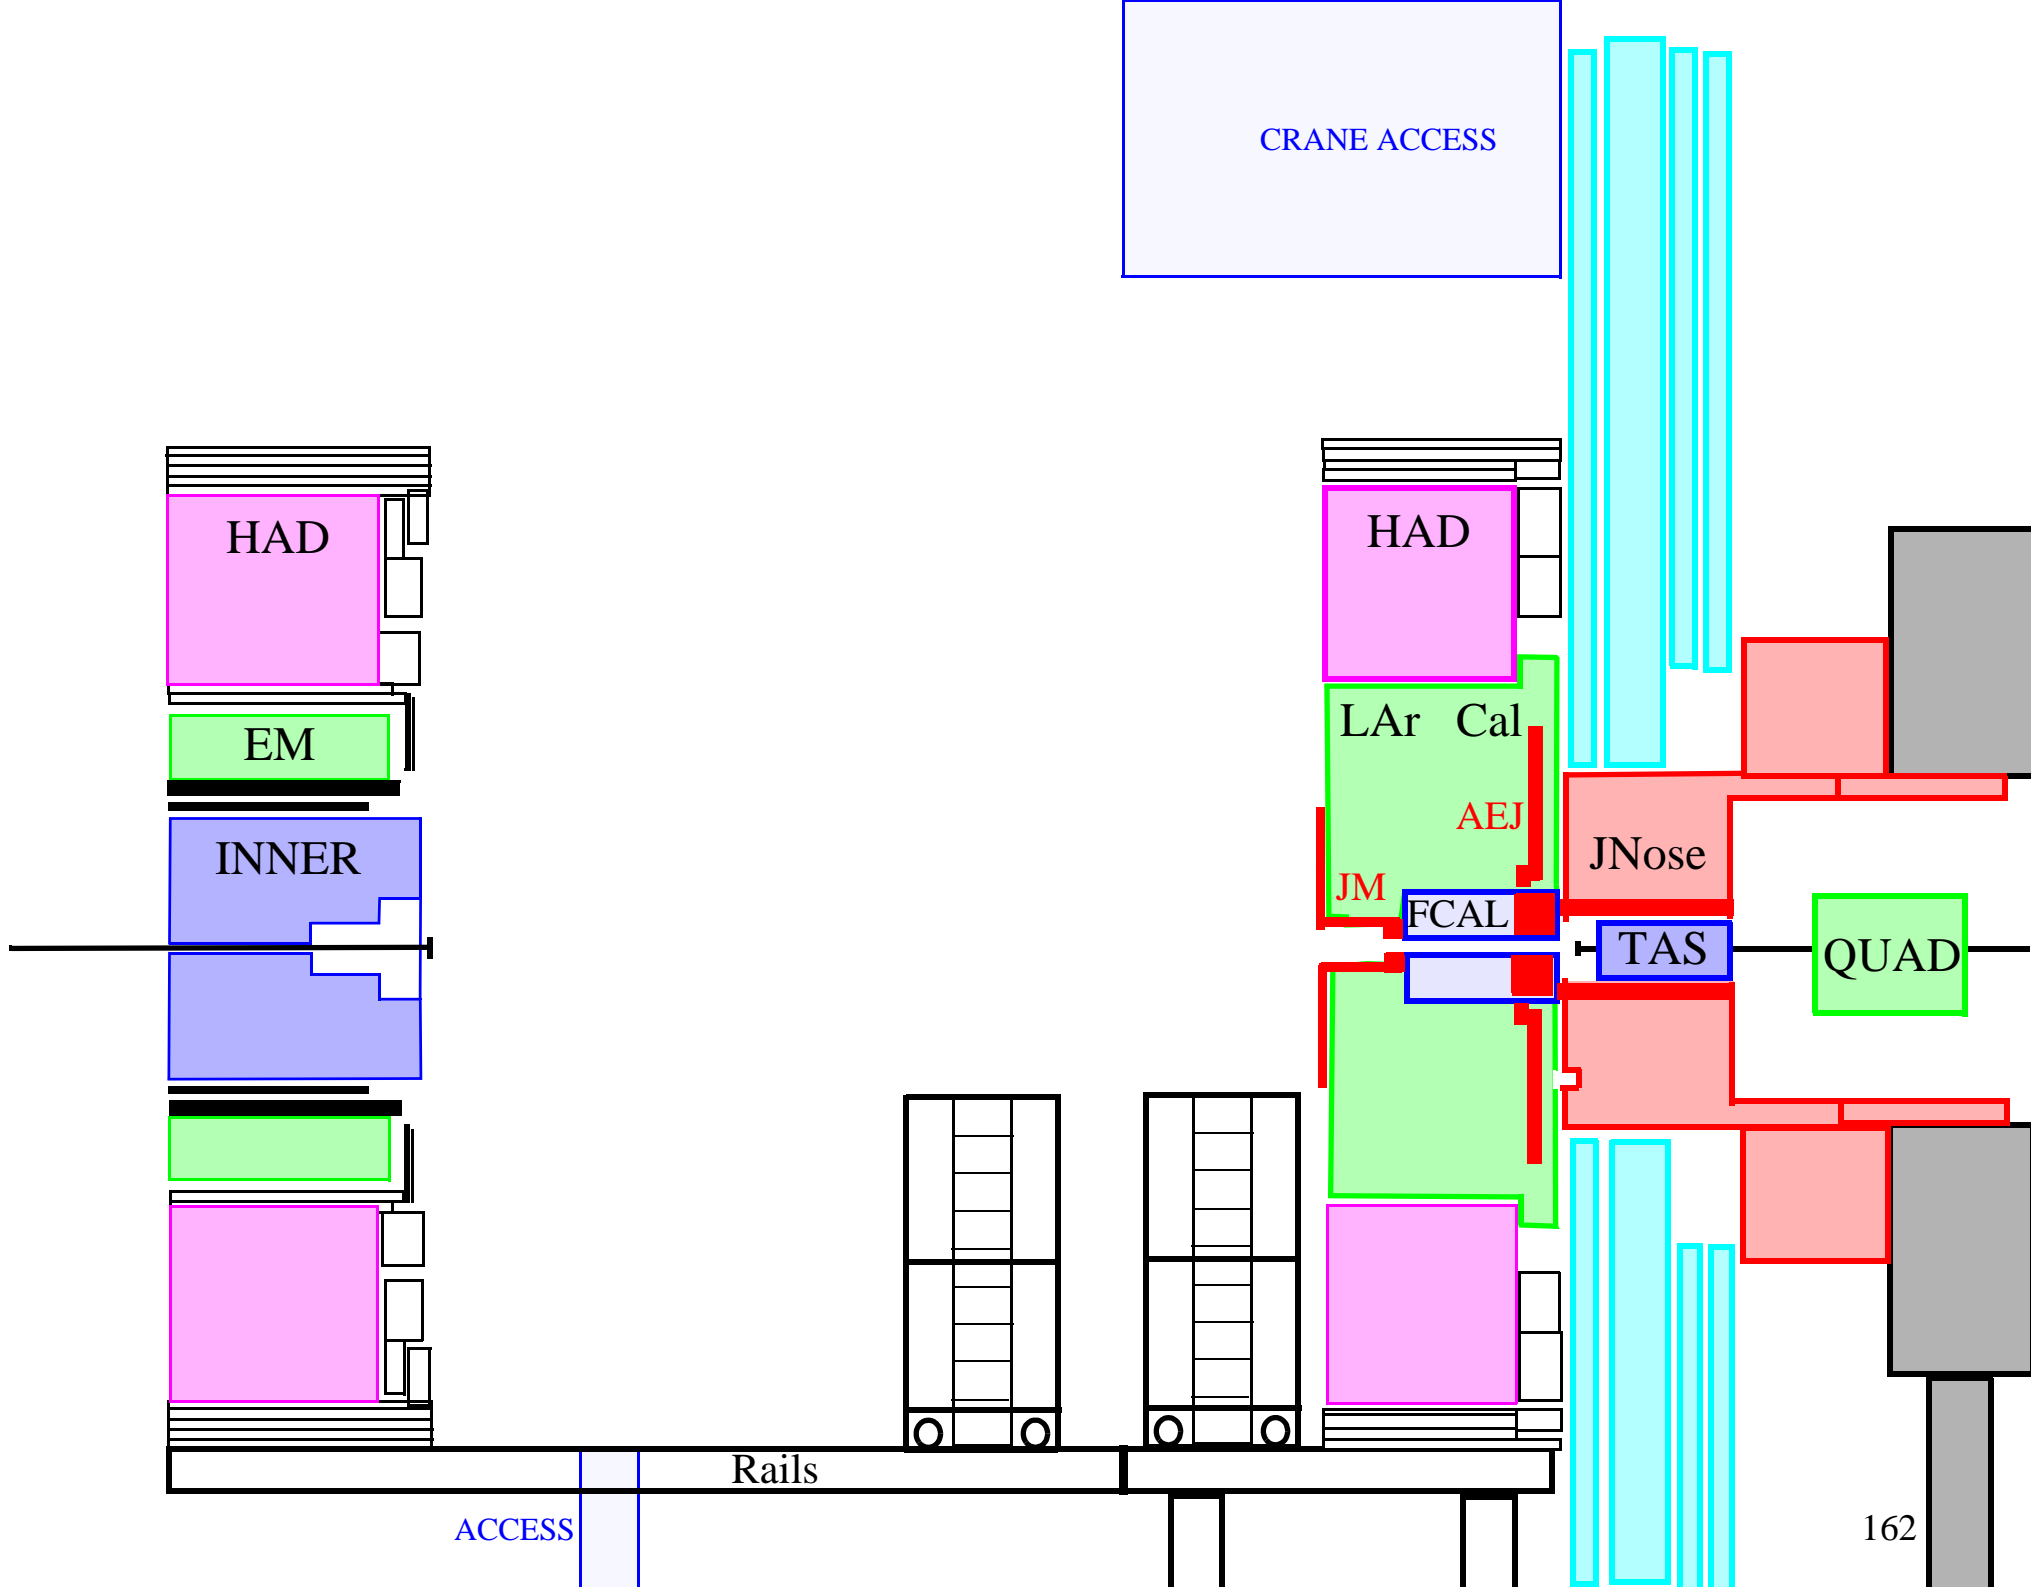 CRANE ACCESS
HAD
HAD
LAr Cal
EM
AEJ
JNose
INNER
JM
FCAL
TAS
QUAD
Rails
ACCESS
162